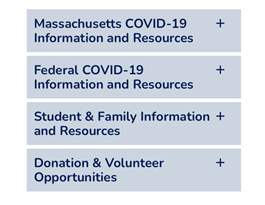 Massachusetts COVID-19 +
Information and Resources
Federal COVID-19 +
Information and Resources
Student & Family Information +
and Resources
Donation & Volunteer +
Opportunities